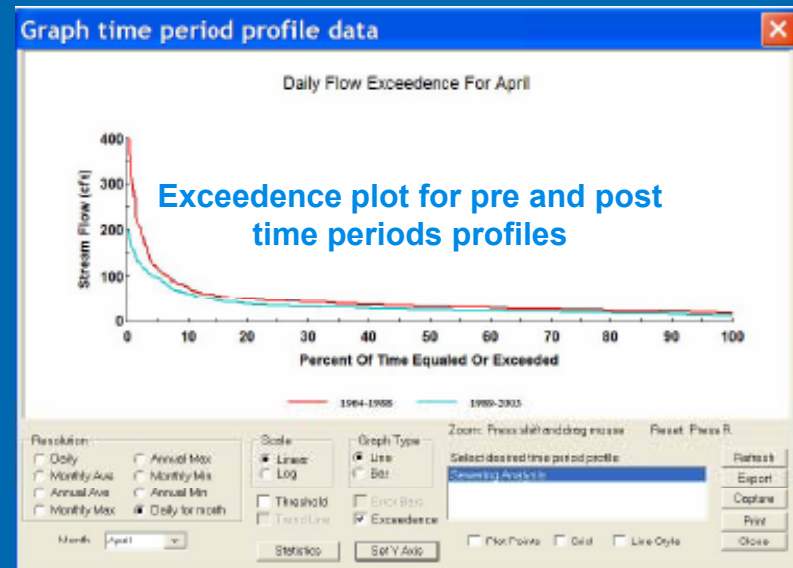 Graph time period profile data
Daily Flow Exceedence For April
Exceedence plot for pre and post
time periods profiles
Stream Flow (cfs)
400
300
200
100
0
0 10 20 30 40 50 60 70 80 90 100
Percent Of Time Equaled Or Exceeded
1964-1988 1989-2003
Zoom: Press shift and drag mouse Reset: Press R
Resolution
Daily Annual Max
Monthly Ave Monthly Min
Annual Ave Annual Min
Monthly Max Daily for month
Month April
Scale
Linear
Log
Threshold
Trend Line
Statistics
Graph Type
Line
Bar
Error Bars
Exceedence
Set Y Axis
Select desired time period profile
Sewering Analysis
Plot Points Grid Line Style
Refresh
Export
Capture
Print
Close